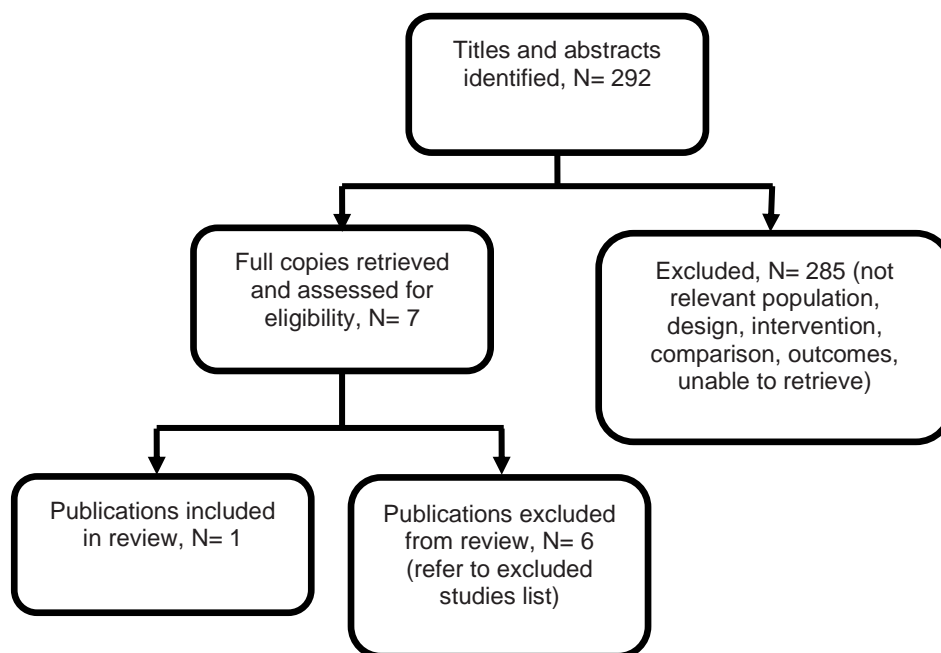 Titles and abstracts
identified, N= 292
Full copies retrieved
and assessed for
eligibility, N= 7
Excluded, N= 285 (not
relevant population,
design, intervention,
comparison, outcomes,
unable to retrieve)
Publications included
in review, N= 1
Publications excluded
from review, N= 6
(refer to excluded
studies list)